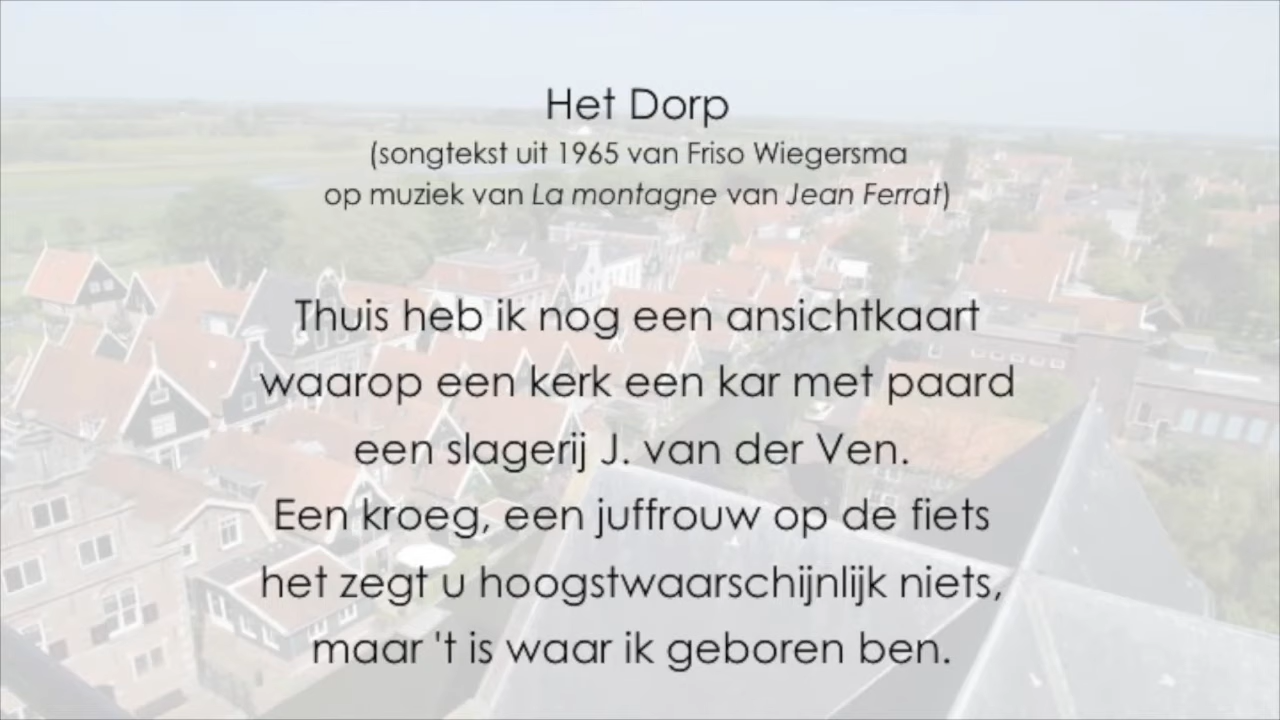 Het Dorp
(songtekst uit 1965 van Friso Wiegersma
op muziek van La montagne van Jean Ferrat)
Thuis heb ik nog een ansichtkaart
waarop een kerk een kar met paard
een slagerij J. van der Ven.
Een kroeg, een juffrouw op de fiets
het zegt u hoogstwaarschijnlijk niets,
maar 't is waar ik geboren ben.